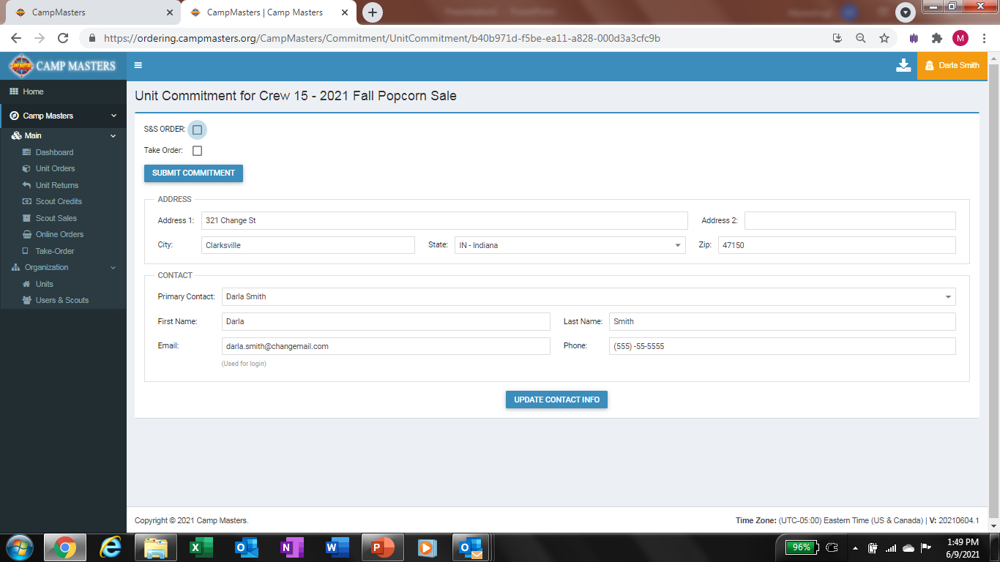 CampMasters
CampMasters | Camp Masters
https://ordering.campmasters.org/CampMasters/Commitment/UnitCommitment/b40b971d-f5be-ea11-a828-000d3a3cfc9b
M
CAMP MASTERS
Darla Smith
Home
Camp Masters
Main
Dashboard
Unit Orders
Unit Returns
Scout Credits
Scout Sales
Online Orders
Take-Order
Organization
Units
Users & Scouts
Unit Commitment for Crew 15 - 2021 Fall Popcorn Sale
S&S ORDER:
Take Order:
SUBMIT COMMITMENT
ADDRESS
Address 1: 321 Change St Address 2:
City: Clarksville State: IN - Indiana Zip: 47150
CONTACT
Primary Contact: Darla Smith
First Name: Darla Last Name: Smith
Email: darla.smith@changemail.com Phone: (555) -55-5555
(Used for login)
UPDATE CONTACT INFO
Copyright © 2021 Camp Masters. Time Zone: (UTC-05:00) Eastern Time (US & Canada) | V: 20210604.1
96%
1:49 PM
6/9/2021